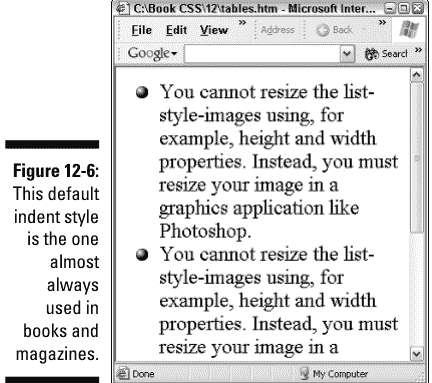 C:\Book CSS\12\tables.htm - Microsoft Inter...
File Edit View » Address Back »
Google Search »
You cannot resize the list-
style-images using, for
example, height and width
properties. Instead, you must
resize your image in a
graphics application like
Photoshop.
You cannot resize the list-
style-images using, for
example, height and width
properties. Instead, you must
resize your image in a
Done My Computer
Figure 12-6:
This default
indent style
is the one
almost
always
used in
books and
magazines.